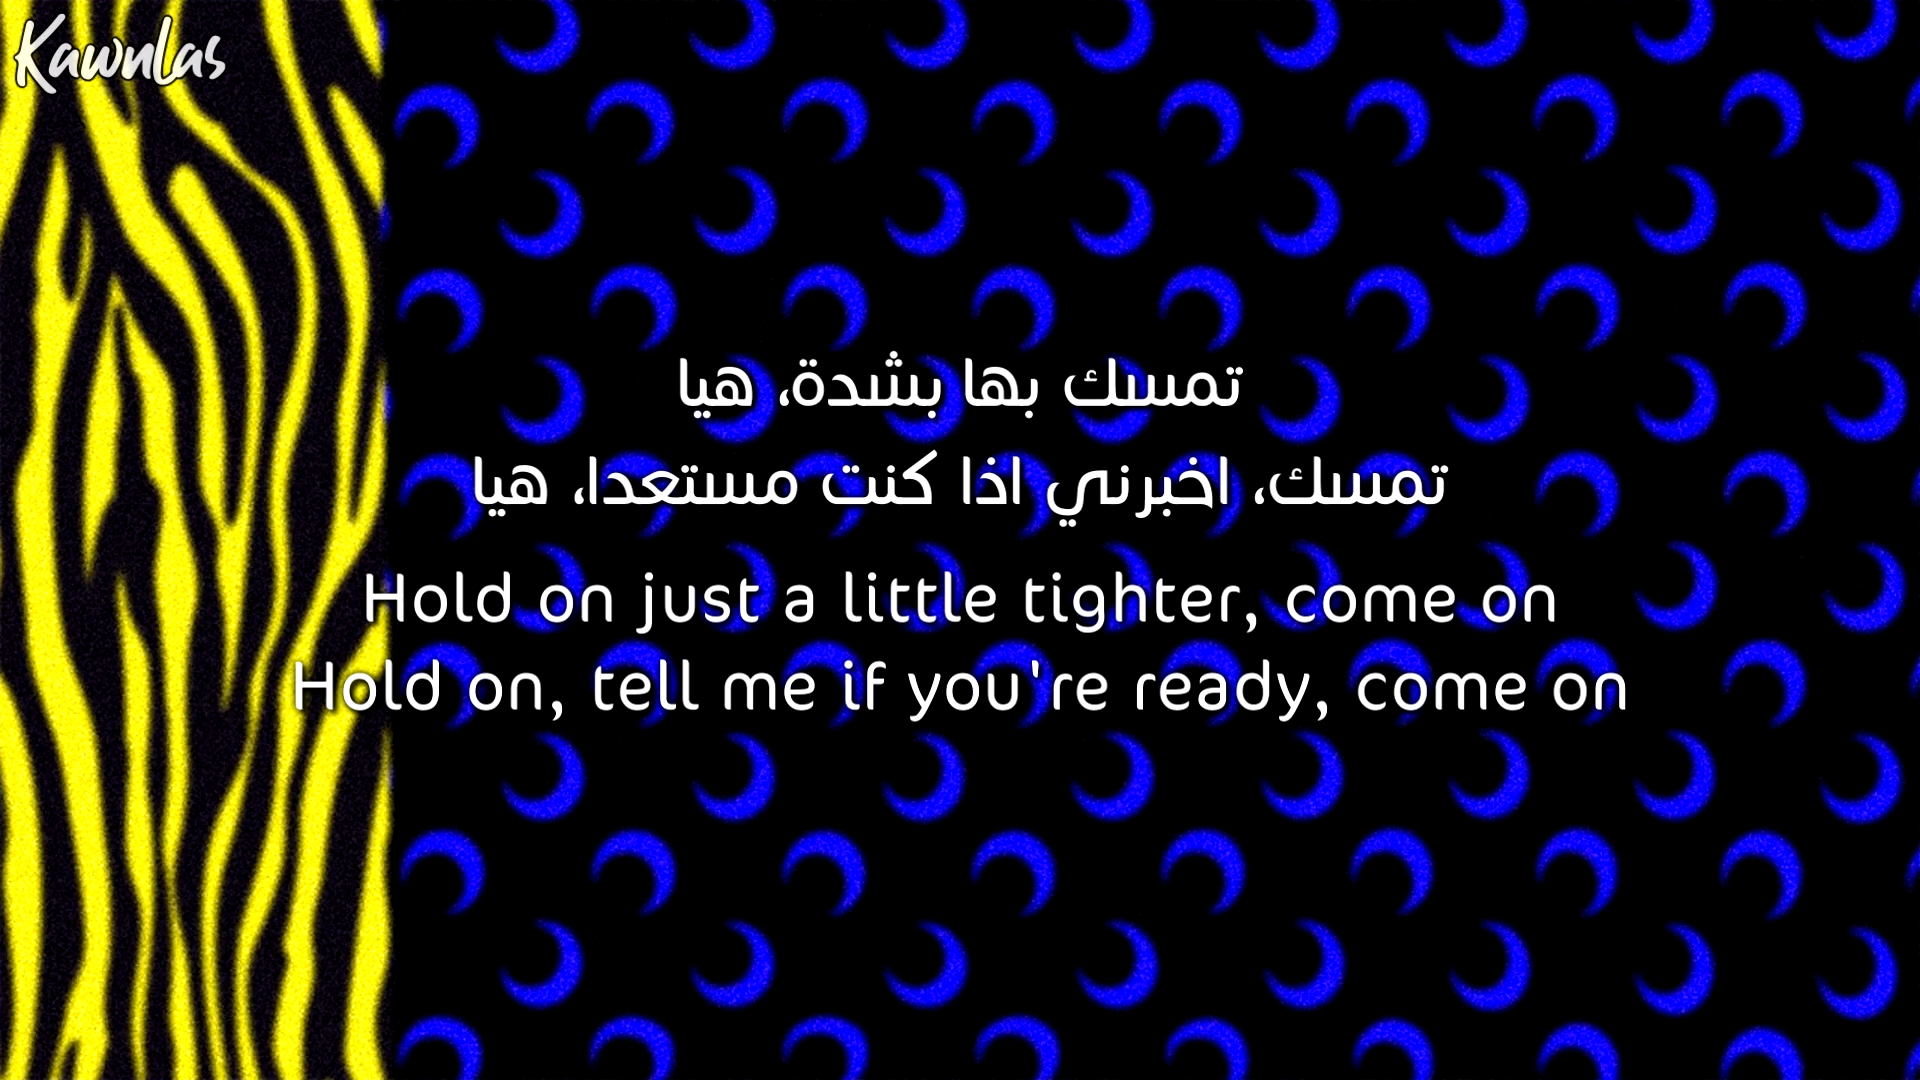 Kawnlas
تمسك بها بشدة، هيا
تمسك، اخبرني اذا كنت مستعدا، هيا
Hold on just a little tighter, come on
Hold on, tell me if you're ready, come on